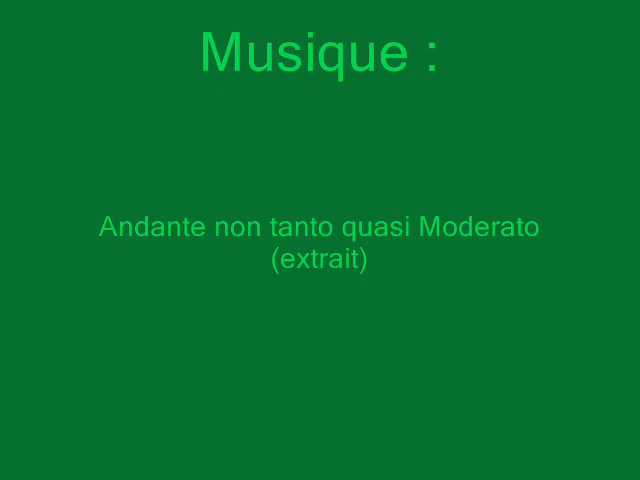 Musique :
Andante non tanto quasi Moderato
(extrait)